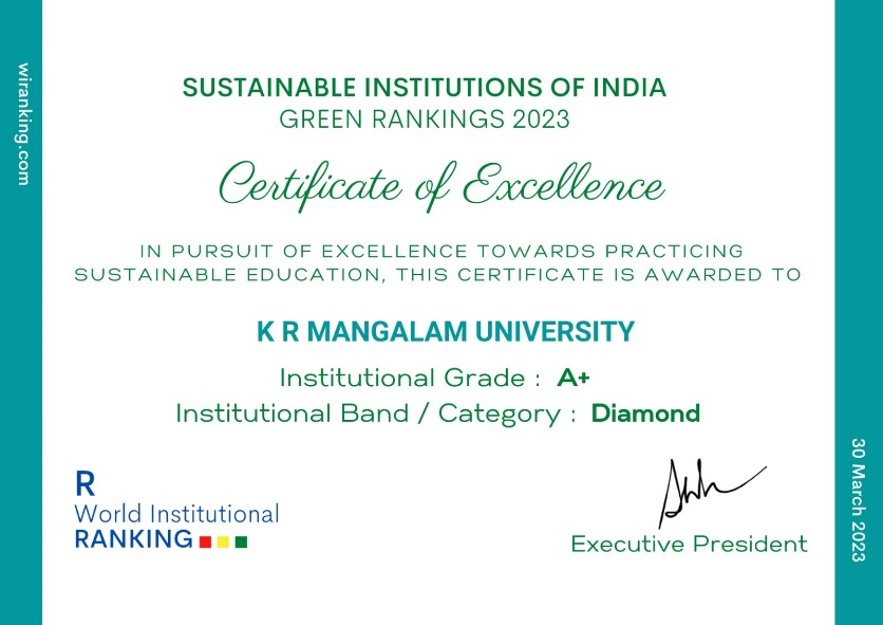 wiranking.com
SUSTAINABLE INSTITUTIONS OF INDIA
GREEN RANKINGS 2023
Certificate of Excellence
IN PURSUIT OF EXCELLENCE TOWARDS PRACTICING
SUSTAINABLE EDUCATION, THIS CERTIFICATE IS AWARDED TO
K R MANGALAM UNIVERSITY
Institutional Grade : A+
Institutional Band / Category : Diamond
R
World Institutional
RANKING
Executive President
30 March 2023